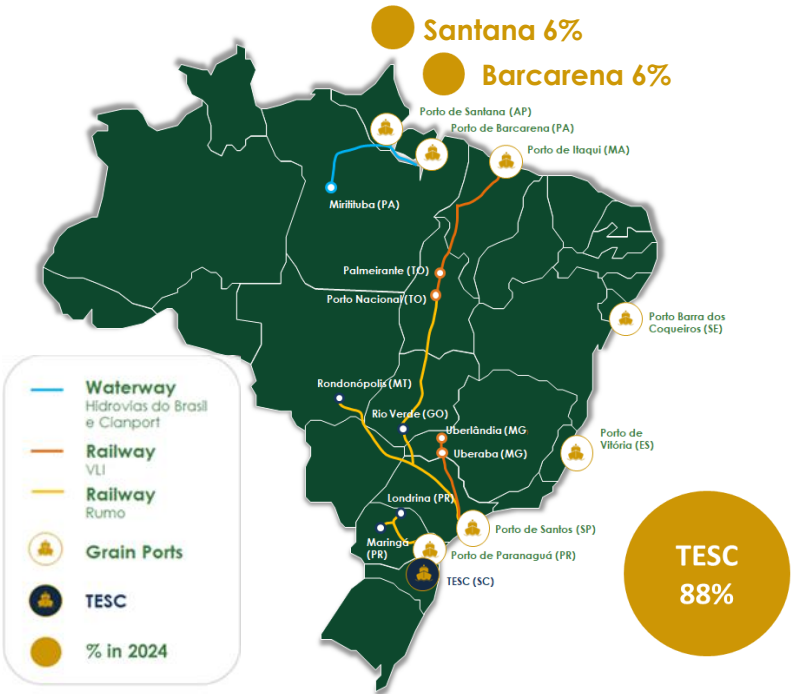 Santana 6%
Barcarena 6%
Porto de Santana (AP)
Porto de Barcarena (PA)
Porto de Itaqui (MA)
Miritituba (PA)
Palmeirante (TO)
Porto Nacional (TO)
Porto Barra dos
Coqueiros (SE)
Rondonópolis (MT)
Rio Verde (GO)
Uberlândia (MG
Uberaba (MG)
Porto de
Vitória (ES)
Londrina (PR)
Maringá
(PR)
Porto de Santos (SP)
Porto de Paranaguá (PR)
TESC (SC)
Waterway
Hidrovias do Brasil
e Cianport
Railway
VLI
Railway
Rumo
Grain Ports
TESC
% in 2024
TESC
88%